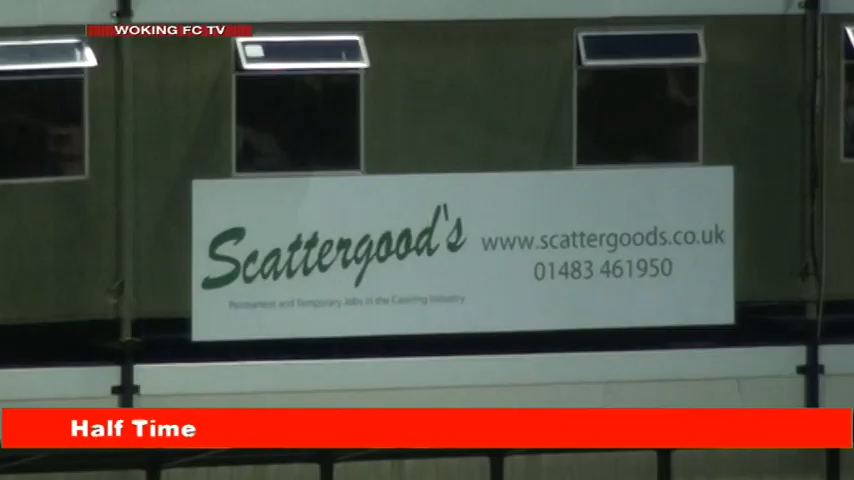 WOKING FC TV
Scattergood's
www.scattergoods.co.uk
01483 461950
Permanent and Temporary Jobs in the Catering Industry
Half Time